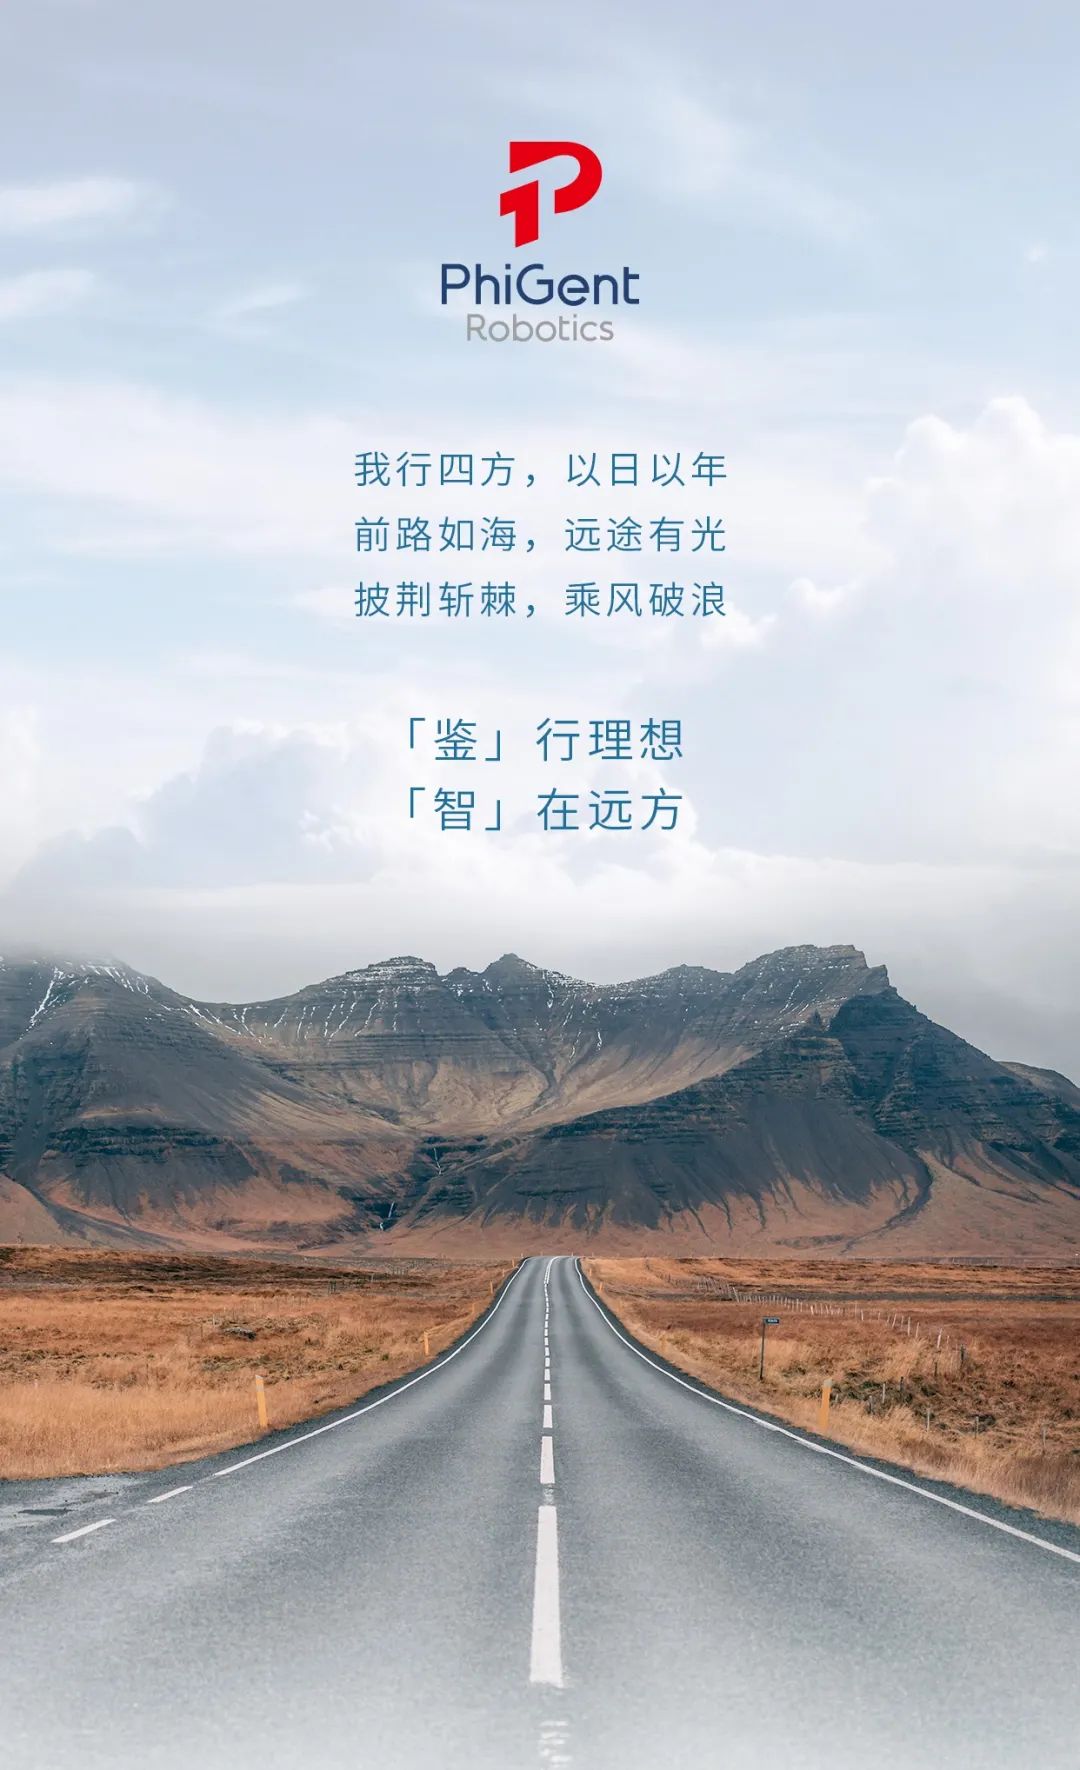 PhiGent
Robotics
我行四方，以日以年
前路如海，远途有光
披荆斩棘，乘风破浪
「鉴」行理想
「智」在远方